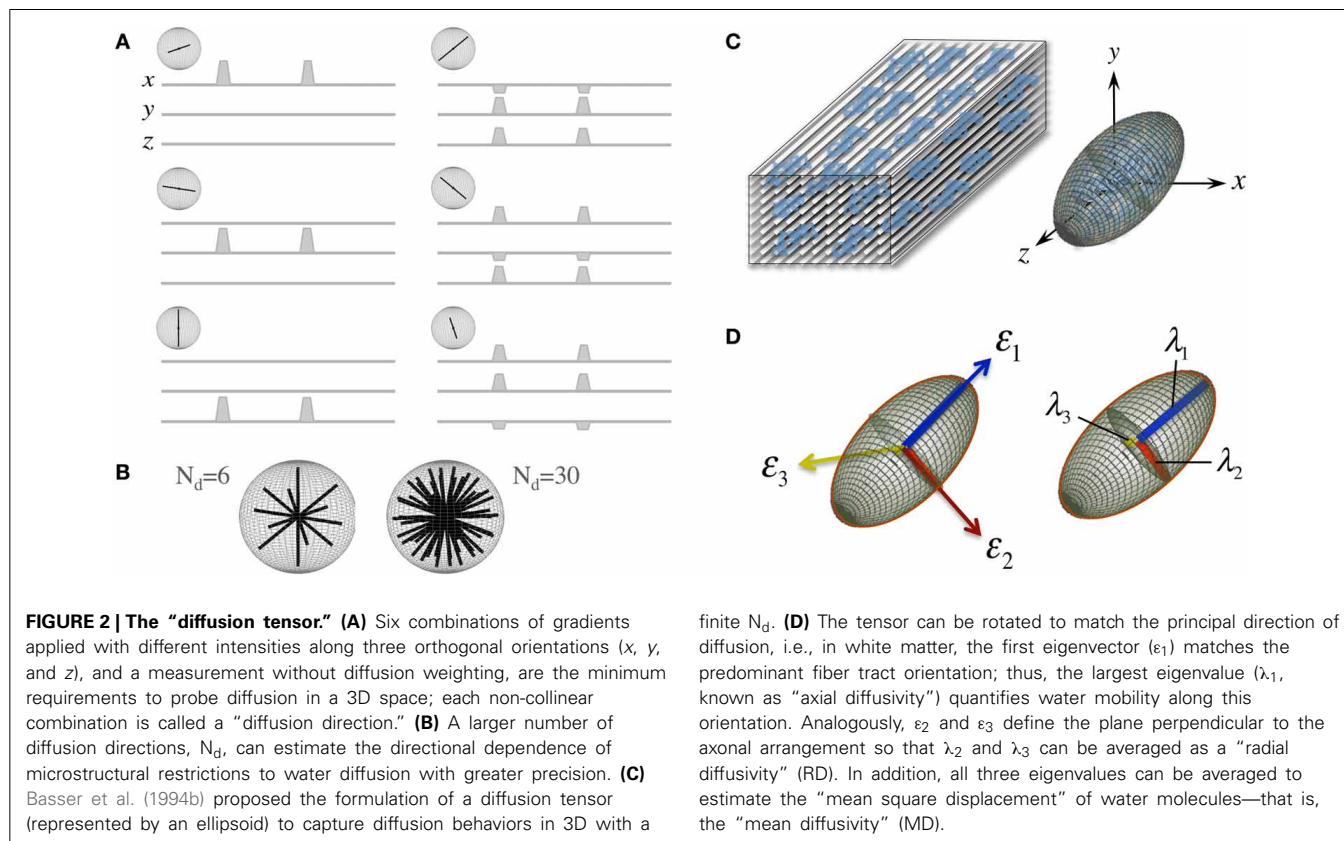 A
x
y
z
B
N_d=6
N_d=30
C
y
x
z
D
ε₁
ε₃
ε₂
λ₁
λ₃
λ₂
FIGURE 2 | The “diffusion tensor.” (A) Six combinations of gradients
applied with different intensities along three orthogonal orientations (x, y,
and z), and a measurement without diffusion weighting, are the minimum
requirements to probe diffusion in a 3D space; each non-collinear
combination is called a “diffusion direction.” (B) A larger number of
diffusion directions, N_d, can estimate the directional dependence of
microstructural restrictions to water diffusion with greater precision. (C)
Basser et al. (1994b) proposed the formulation of a diffusion tensor
(represented by an ellipsoid) to capture diffusion behaviors in 3D with a
finite N_d. (D) The tensor can be rotated to match the principal direction of
diffusion, i.e., in white matter, the first eigenvector (ε₁) matches the
predominant fiber tract orientation; thus, the largest eigenvalue (λ₁,
known as “axial diffusivity”) quantifies water mobility along this
orientation. Analogously, ε₂ and ε₃ define the plane perpendicular to the
axonal arrangement so that λ₂ and λ₃ can be averaged as a “radial
diffusivity” (RD). In addition, all three eigenvalues can be averaged to
estimate the “mean square displacement” of water molecules—that is,
the “mean diffusivity” (MD).